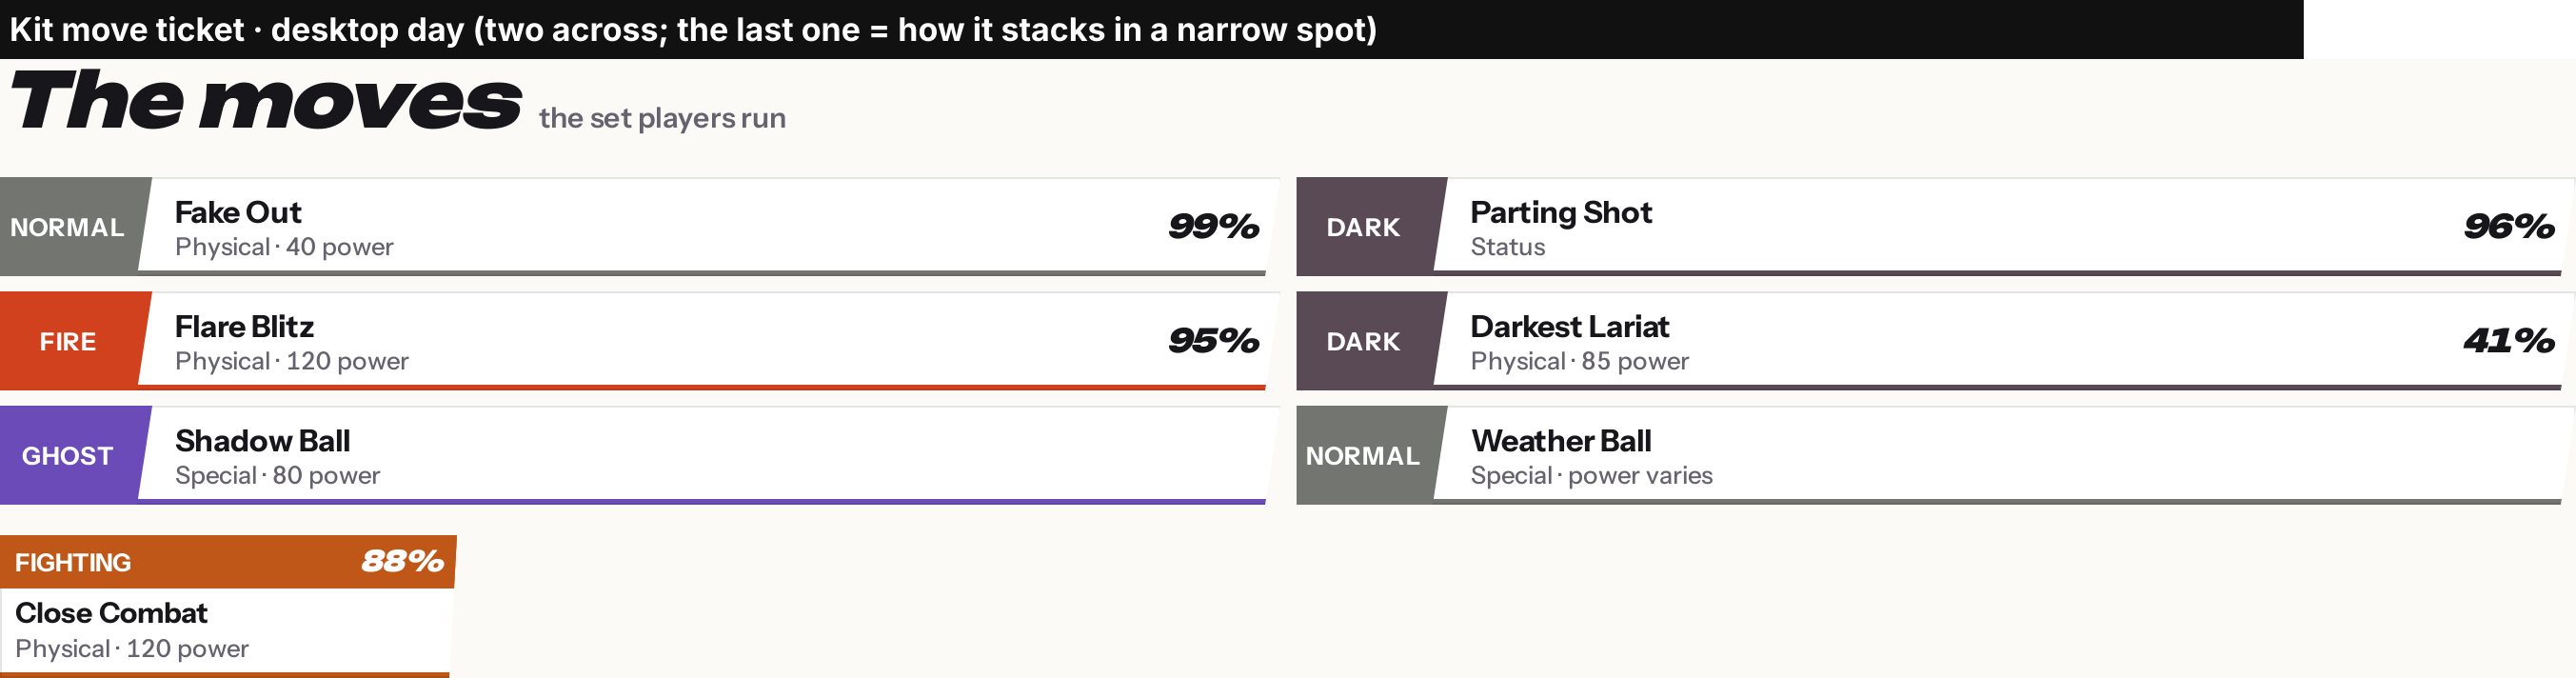 Kit move ticket · desktop day (two across; the last one = how it stacks in a narrow spot)
The moves the set players run
NORMAL
Fake Out
Physical · 40 power
99%
DARK
Parting Shot
Status
96%
FIRE
Flare Blitz
Physical · 120 power
95%
DARK
Darkest Lariat
Physical · 85 power
41%
GHOST
Shadow Ball
Special · 80 power
NORMAL
Weather Ball
Special · power varies
FIGHTING
88%
Close Combat
Physical · 120 power